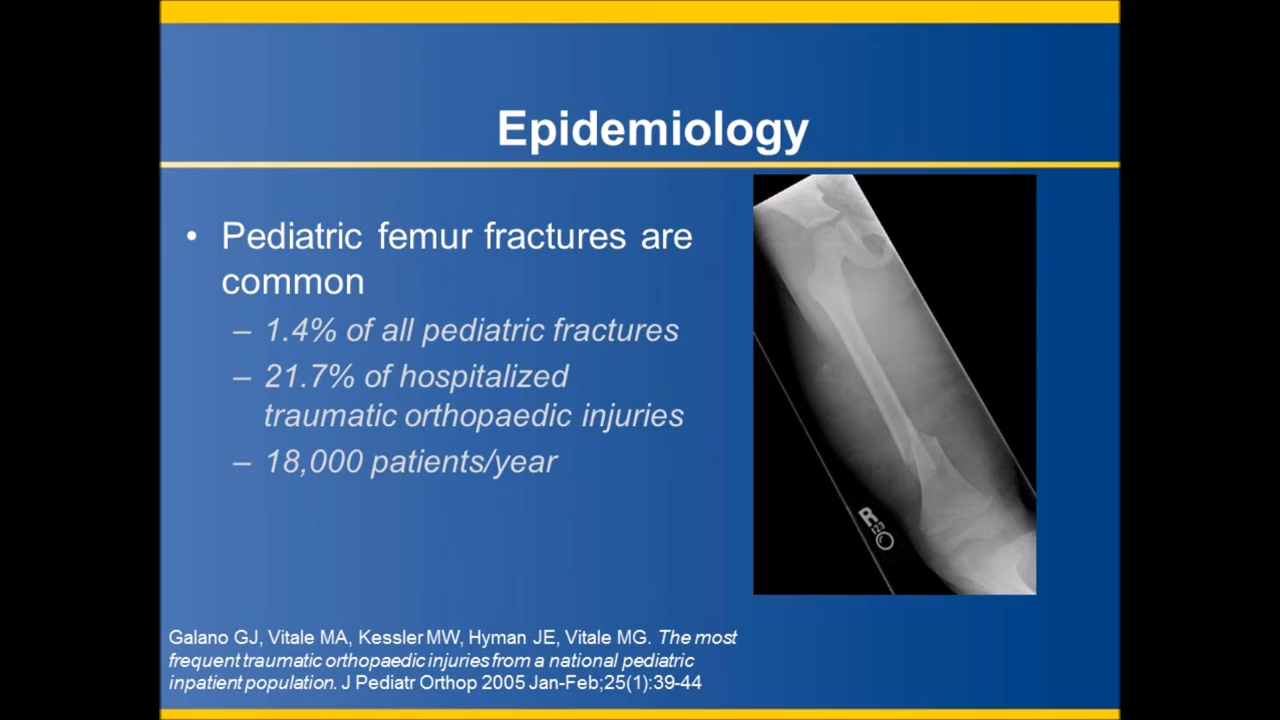 Epidemiology
• Pediatric femur fractures are
common
– 1.4% of all pediatric fractures
– 21.7% of hospitalized
traumatic orthopaedic injuries
– 18,000 patients/year
R
Galano GJ, Vitale MA, Kessler MW, Hyman JE, Vitale MG. The most
frequent traumatic orthopaedic injuries from a national pediatric
inpatient population. J Pediatr Orthop 2005 Jan-Feb;25(1):39-44